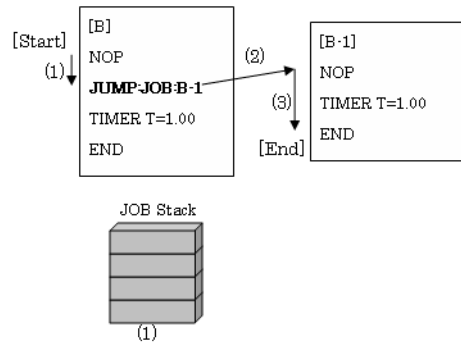 [Start]
(1)
[B]
NOP
JUMP JOB:B-1
TIMER T=1.00
END
(2)
(3)
[End]
[B-1]
NOP
TIMER T=1.00
END
JOB Stack
(1)